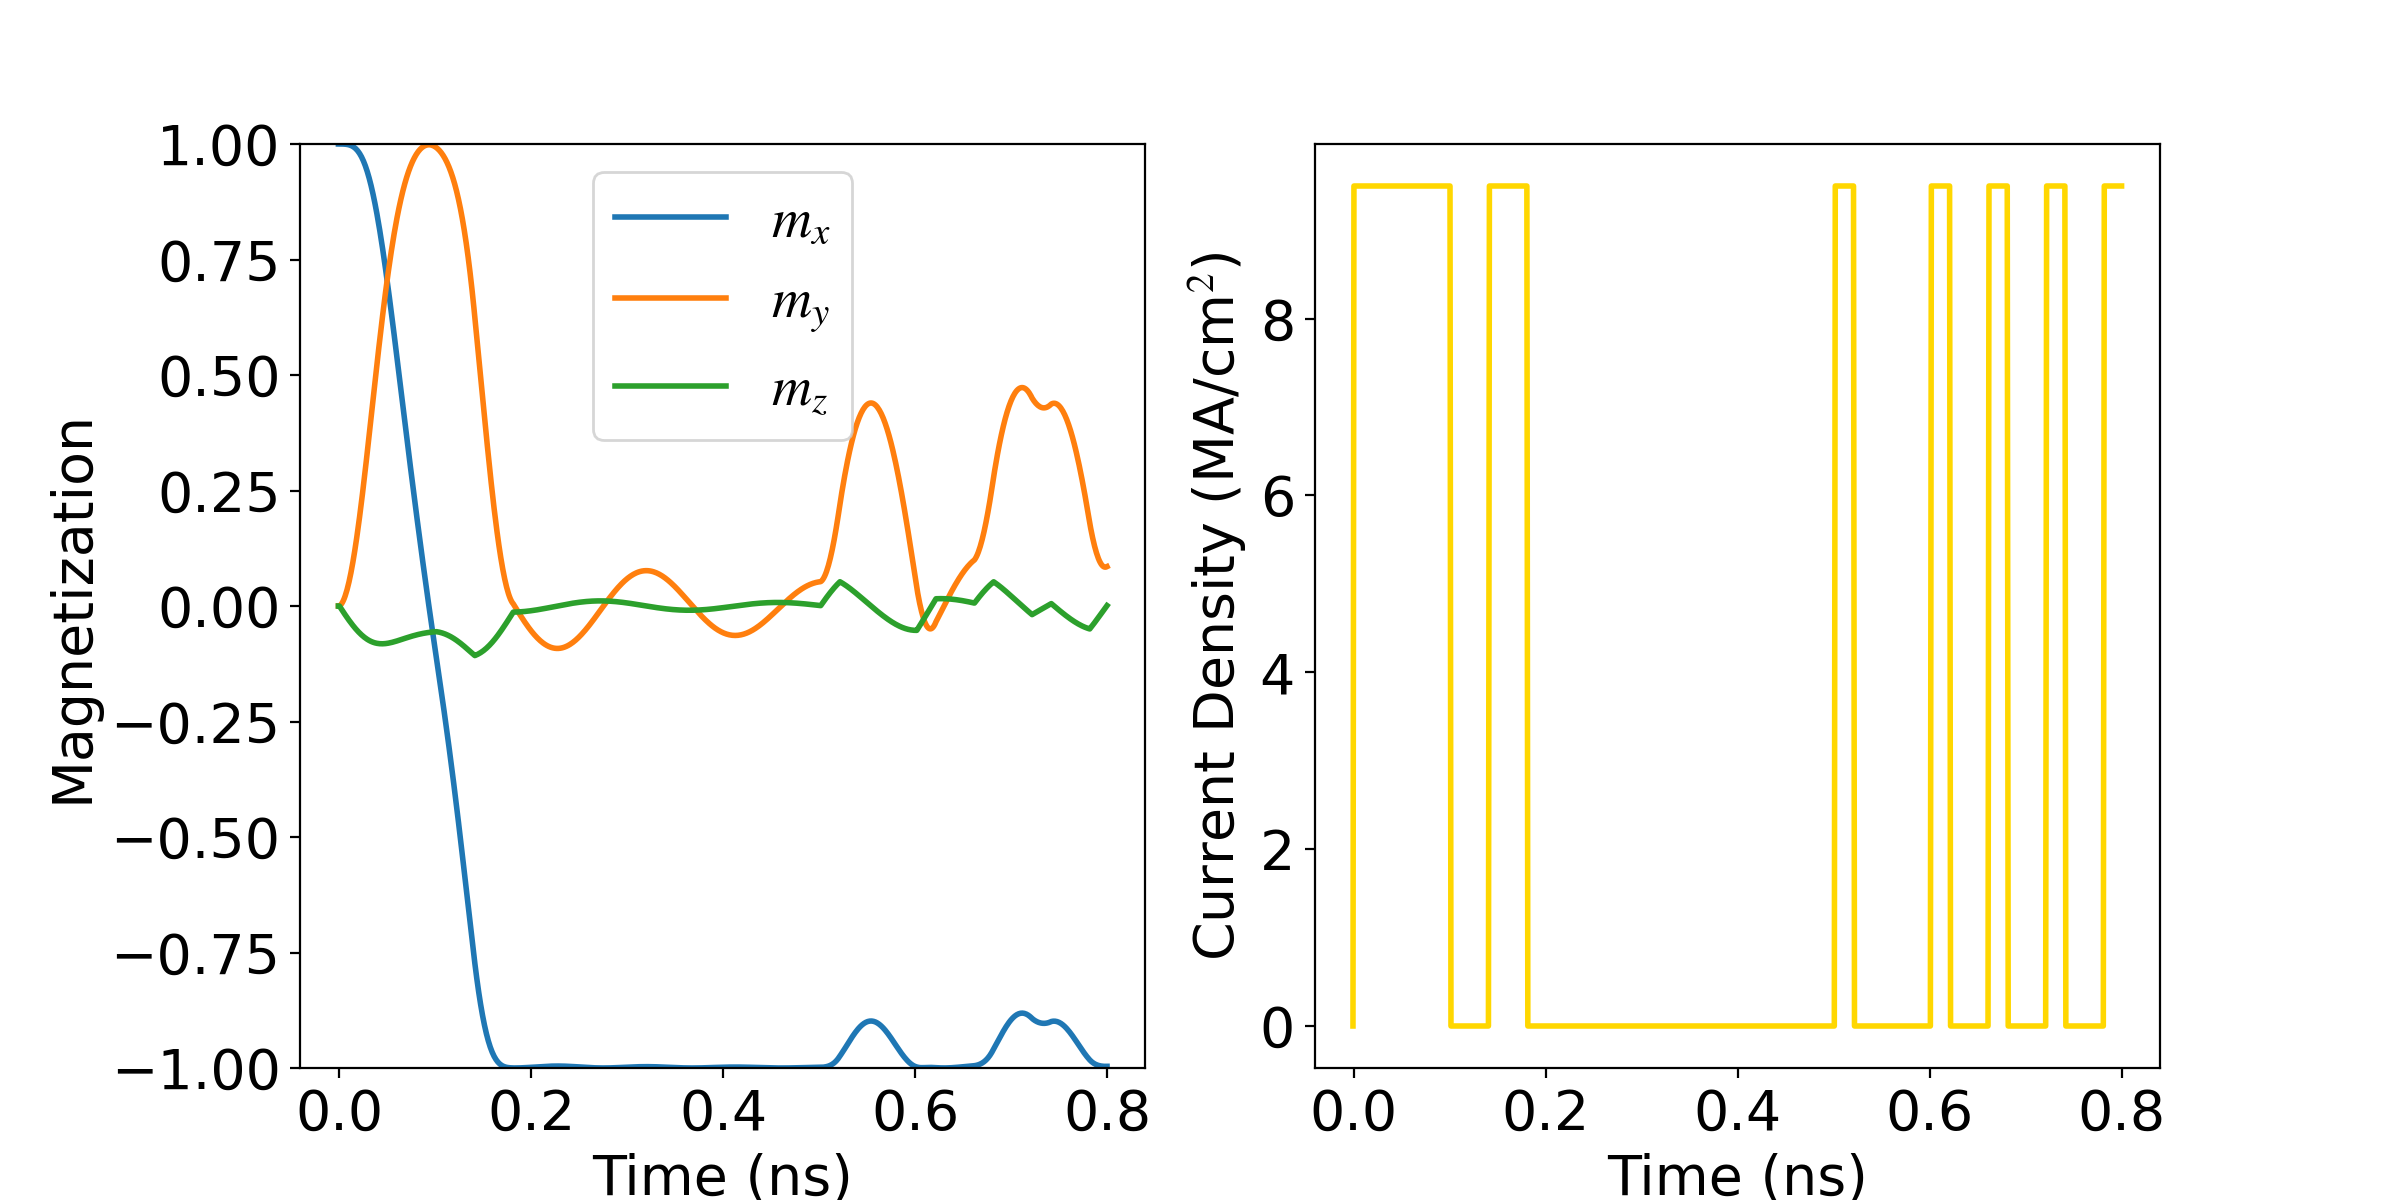 1.00
0.75
0.50
0.25
0.00
−0.25
−0.50
−0.75
−1.00
Magnetization
m_x
m_y
m_z
0.0 0.2 0.4 0.6 0.8
Time (ns)
Current Density (MA/cm²)
8
6
4
2
0
0.0 0.2 0.4 0.6 0.8
Time (ns)